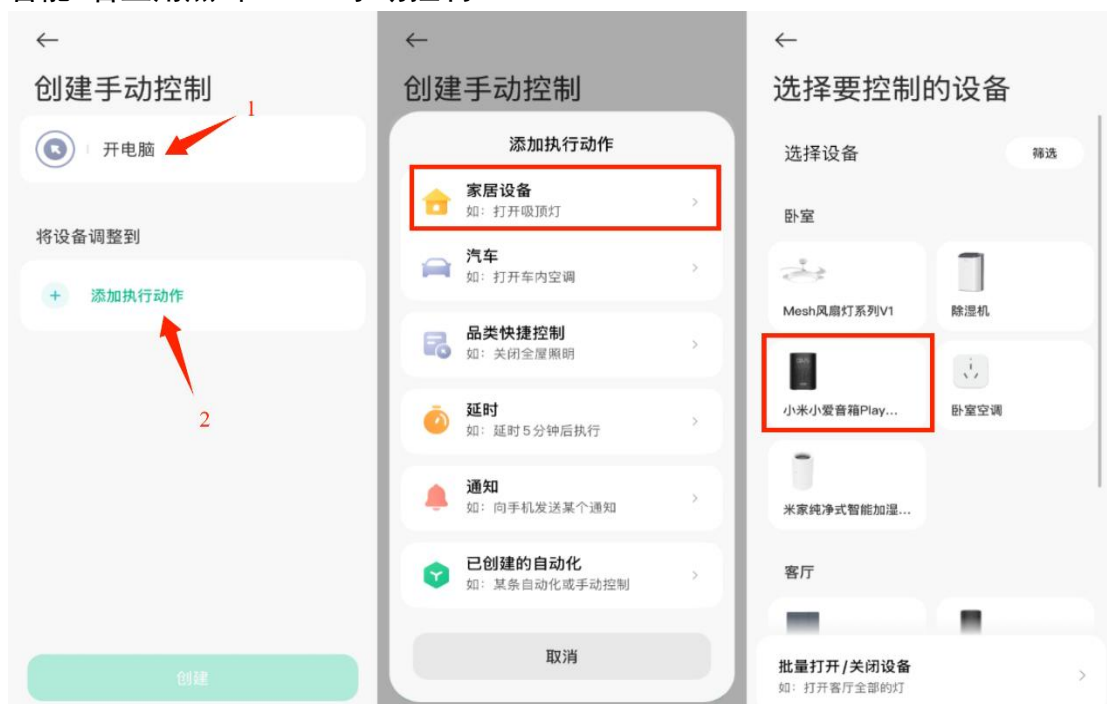 创建手动控制
1
开电脑
将设备调整到
+ 添加执行动作
2
创建
创建手动控制
添加执行动作
家居设备
如：打开吸顶灯
汽车
如：打开车内空调
品类快捷控制
如：关闭全屋照明
延时
如：延时5分钟后执行
通知
如：向手机发送某个通知
已创建的自动化
如：某条自动化或手动控制
取消
选择要控制的设备
选择设备
筛选
卧室
Mesh风扇灯系列V1
除湿机
小米小爱音箱Play...
卧室空调
米家纯净式智能加湿...
客厅
批量打开/关闭设备
如：打开客厅全部的灯